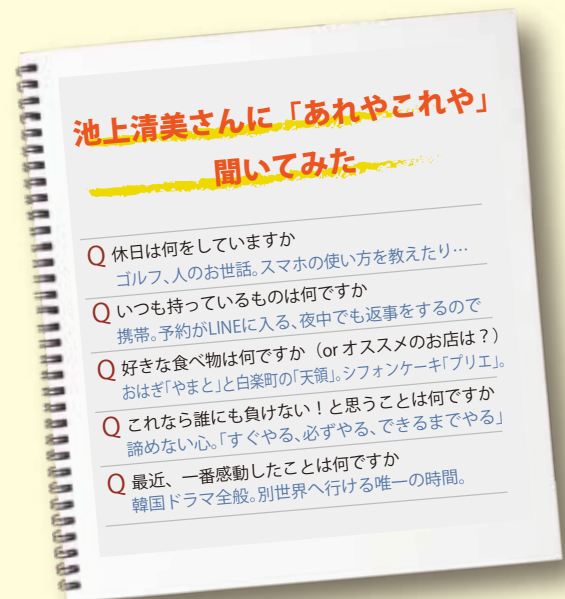 池上清美さんに「あれやこれや」
聞いてみた
Q 休日は何をしていますか
ゴルフ、人のお世話。スマホの使い方を教えたり…
Q いつも持っているものは何ですか
携帯。予約がLINEに入る、夜中でも返事をするので
Q 好きな食べ物は何ですか（or オススメのお店は？）
おはぎ「やまと」と白楽町の「天領」。シフォンケーキ「プリエ」。
Q これなら誰にも負けない！と思うことは何ですか
諦めない心。「すぐやる、必ずやる、できるまでやる」
Q 最近、一番感動したことは何ですか
韓国ドラマ全般。別世界へ行ける唯一の時間。